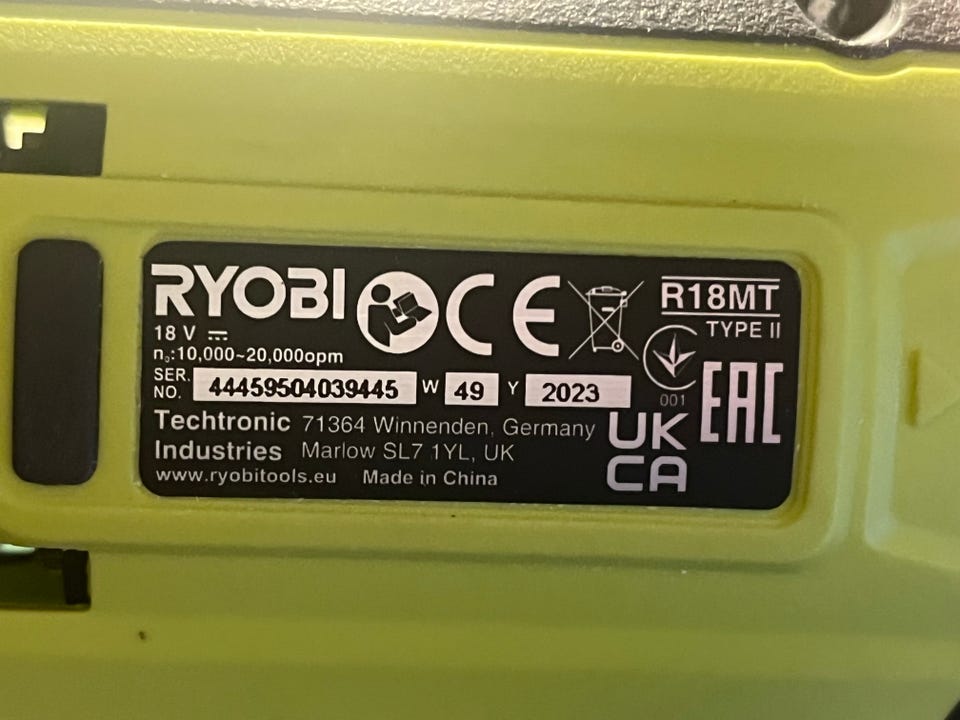 RYOBI CE R18MT
TYPE II
18 V
n₀:10,000~20,000opm
SER. NO. 44459504039445 W 49 Y 2023
001
EAC
UK
CA
Techtronic 71364 Winnenden, Germany
Industries Marlow SL7 1YL, UK
www.ryobitools.eu Made in China